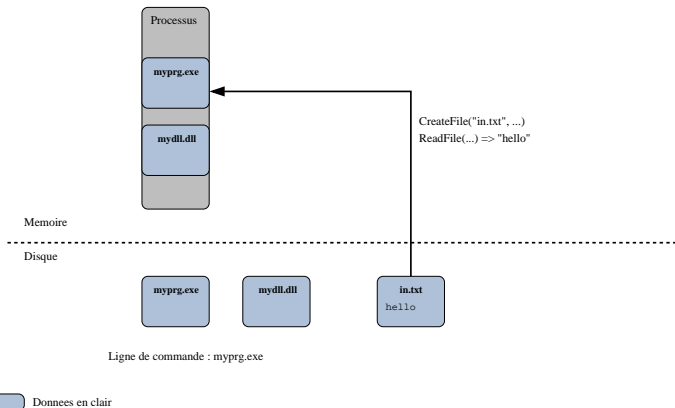 Processus
myprg.exe
mydll.dll
CreateFile("in.txt", ...)
ReadFile(...) => "hello"
Memoire
Disque
myprg.exe
mydll.dll
in.txt
hello
Ligne de commande : myprg.exe
Donnees en clair